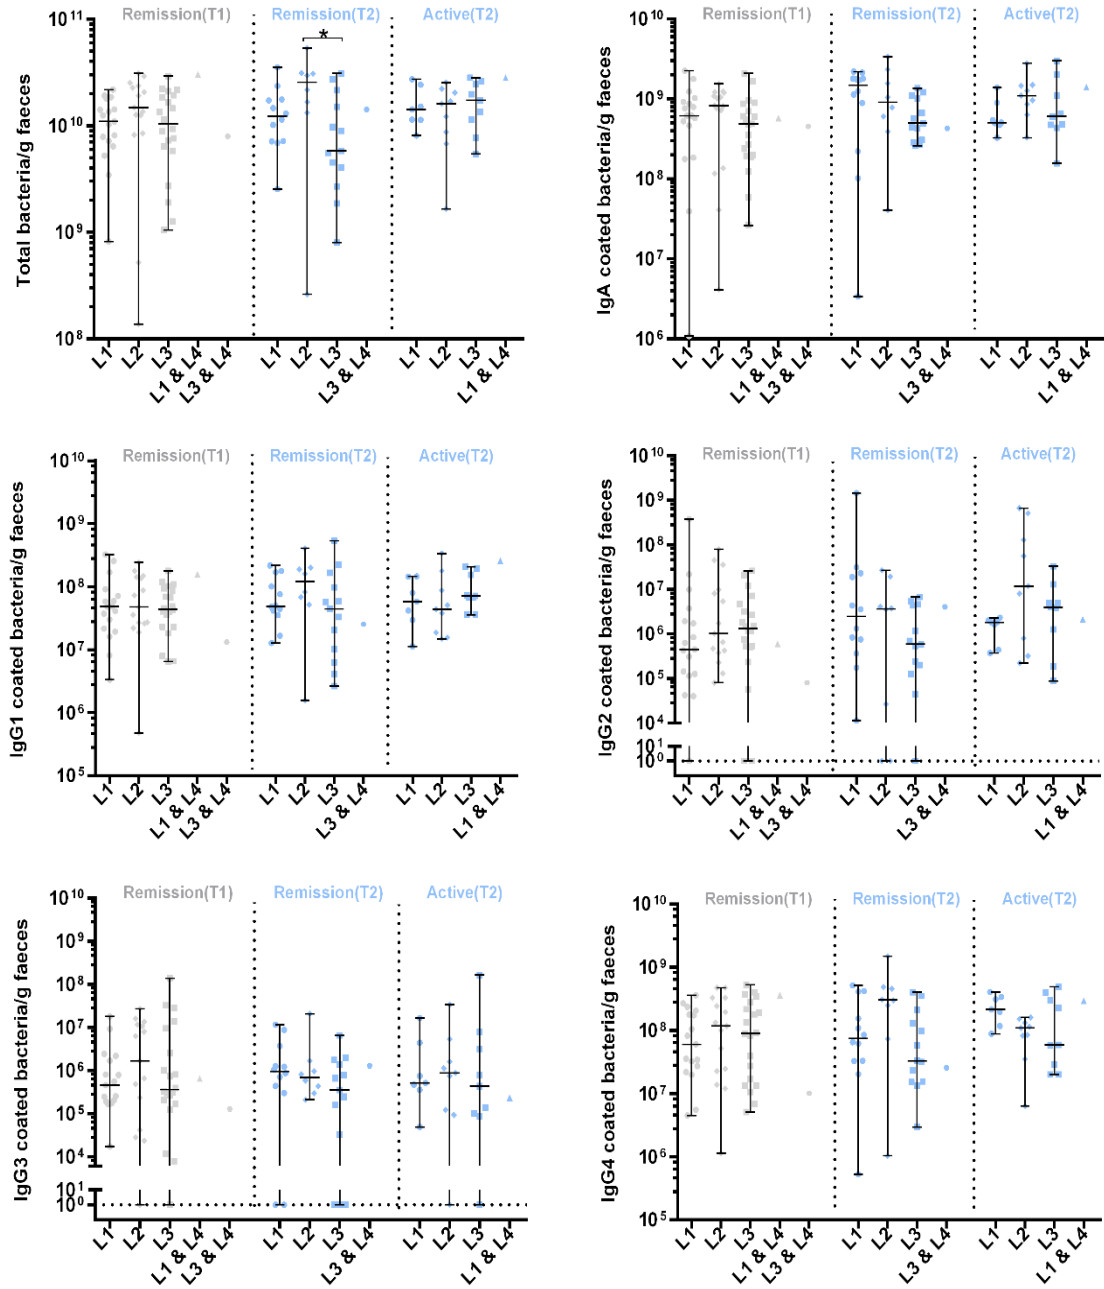 Remission(T1) Remission(T2) Active(T2)
Total bacteria/g faeces
10¹¹
10¹⁰
10⁹
10⁸
*
L1 L2 L3 L1 & L4 L3 & L4 L1 L2 L3 L3 & L4 L1 L2 L3 L1 & L4
Remission(T1) Remission(T2) Active(T2)
IgA coated bacteria/g faeces
10¹⁰
10⁹
10⁸
10⁷
10⁶
L1 L2 L3 L1 & L4 L3 & L4 L1 L2 L3 L3 & L4 L1 L2 L3 L1 & L4
Remission(T1) Remission(T2) Active(T2)
IgG1 coated bacteria/g faeces
10¹⁰
10⁹
10⁸
10⁷
10⁶
10⁵
L1 L2 L3 L1 & L4 L3 & L4 L1 L2 L3 L3 & L4 L1 L2 L3 L1 & L4
Remission(T1) Remission(T2) Active(T2)
IgG2 coated bacteria/g faeces
10¹⁰
10⁹
10⁸
10⁷
10⁶
10⁵
10⁴
10¹
10⁰
L1 L2 L3 L1 & L4 L3 & L4 L1 L2 L3 L3 & L4 L1 L2 L3 L1 & L4
Remission(T1) Remission(T2) Active(T2)
IgG3 coated bacteria/g faeces
10¹⁰
10⁹
10⁸
10⁷
10⁶
10⁵
10⁴
10¹
10⁰
L1 L2 L3 L1 & L4 L3 & L4 L1 L2 L3 L3 & L4 L1 L2 L3 L1 & L4
Remission(T1) Remission(T2) Active(T2)
IgG4 coated bacteria/g faeces
10¹⁰
10⁹
10⁸
10⁷
10⁶
10⁵
L1 L2 L3 L1 & L4 L3 & L4 L1 L2 L3 L3 & L4 L1 L2 L3 L1 & L4